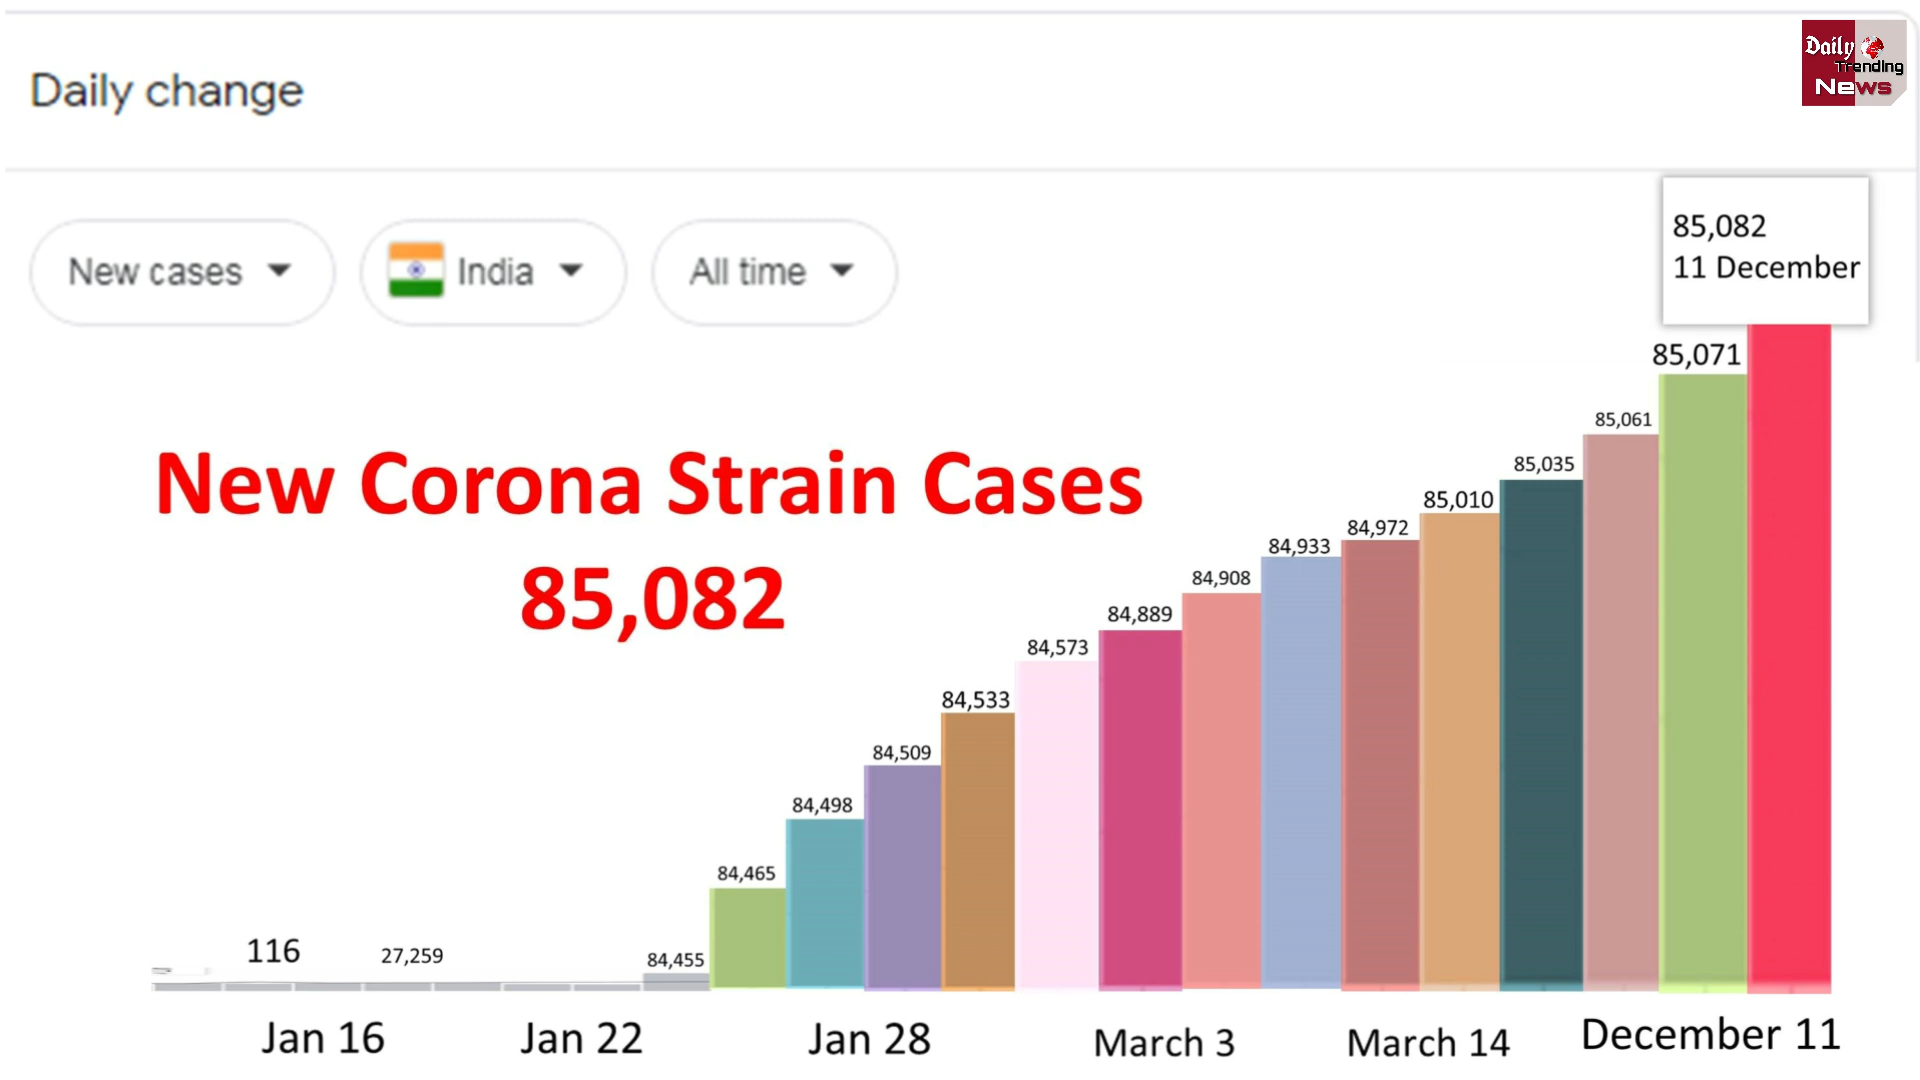 Daily
Trending
News
Daily change
New cases
India
All time
85,082
11 December
85,071
85,061
85,035
85,010
84,972
84,933
84,908
84,889
84,573
84,533
84,509
84,498
84,465
84,455
27,259
116
New Corona Strain Cases
85,082
Jan 16
Jan 22
Jan 28
March 3
March 14
December 11